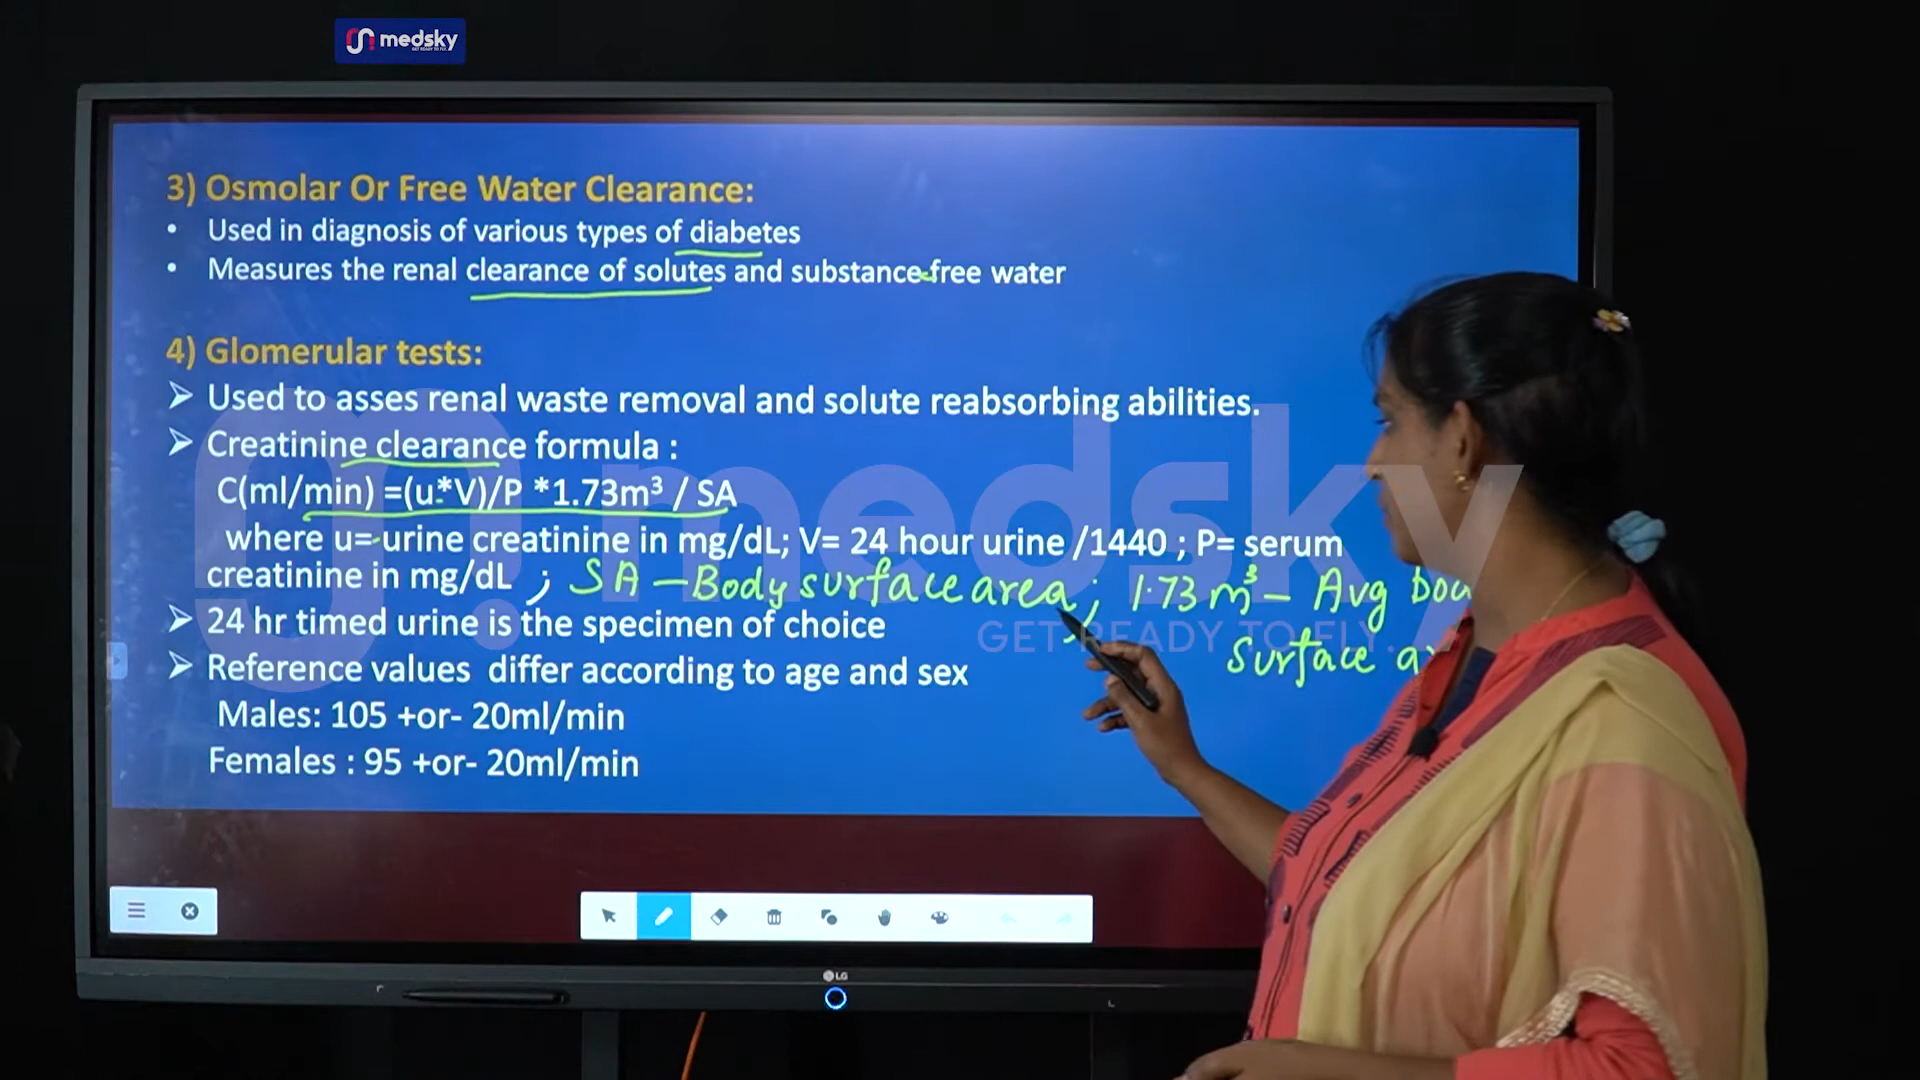 medsky
GET READY TO FLY.
3) Osmolar Or Free Water Clearance:
• Used in diagnosis of various types of diabetes
• Measures the renal clearance of solutes and substance-free water
4) Glomerular tests:
➢ Used to asses renal waste removal and solute reabsorbing abilities.
➢ Creatinine clearance formula :
C(ml/min) =(u*V)/P *1.73m³ / SA
where u= urine creatinine in mg/dL; V= 24 hour urine /1440 ; P= serum
creatinine in mg/dL ; SA – Body surface area; 1.73 m³ – Avg
surface
➢ 24 hr timed urine is the specimen of choice
➢ Reference values differ according to age and sex
Males: 105 +or- 20ml/min
Females : 95 +or- 20ml/min
medsky
GET READY TO FLY.
LG